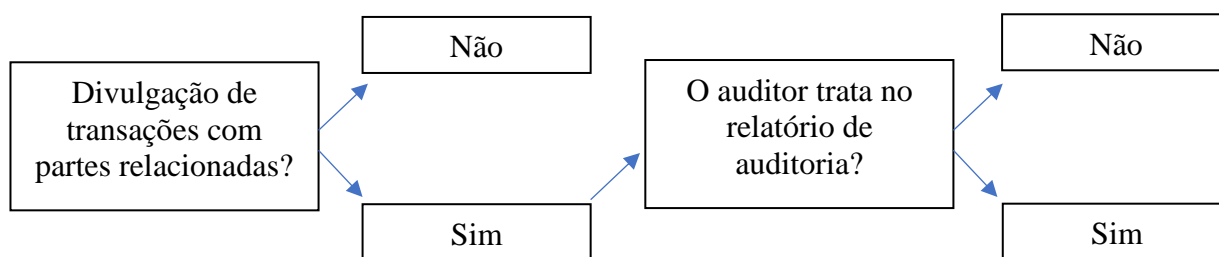 Divulgação de
transações com
partes relacionadas?
Não
Sim
O auditor trata no
relatório de
auditoria?
Não
Sim